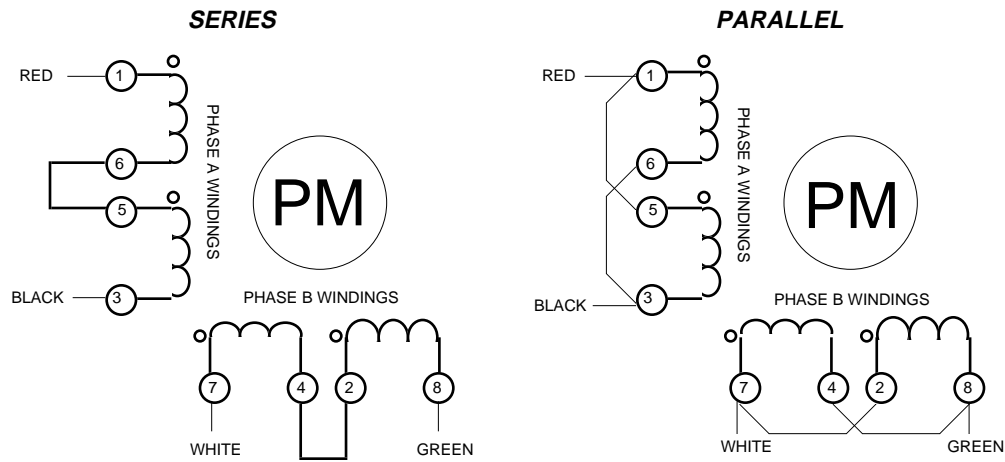 SERIES
RED
1
PHASE A WINDINGS
6
5
PM
BLACK
3
PHASE B WINDINGS
7
4
2
8
WHITE
GREEN
PARALLEL
RED
1
PHASE A WINDINGS
6
5
PM
BLACK
3
PHASE B WINDINGS
7
4
2
8
WHITE
GREEN